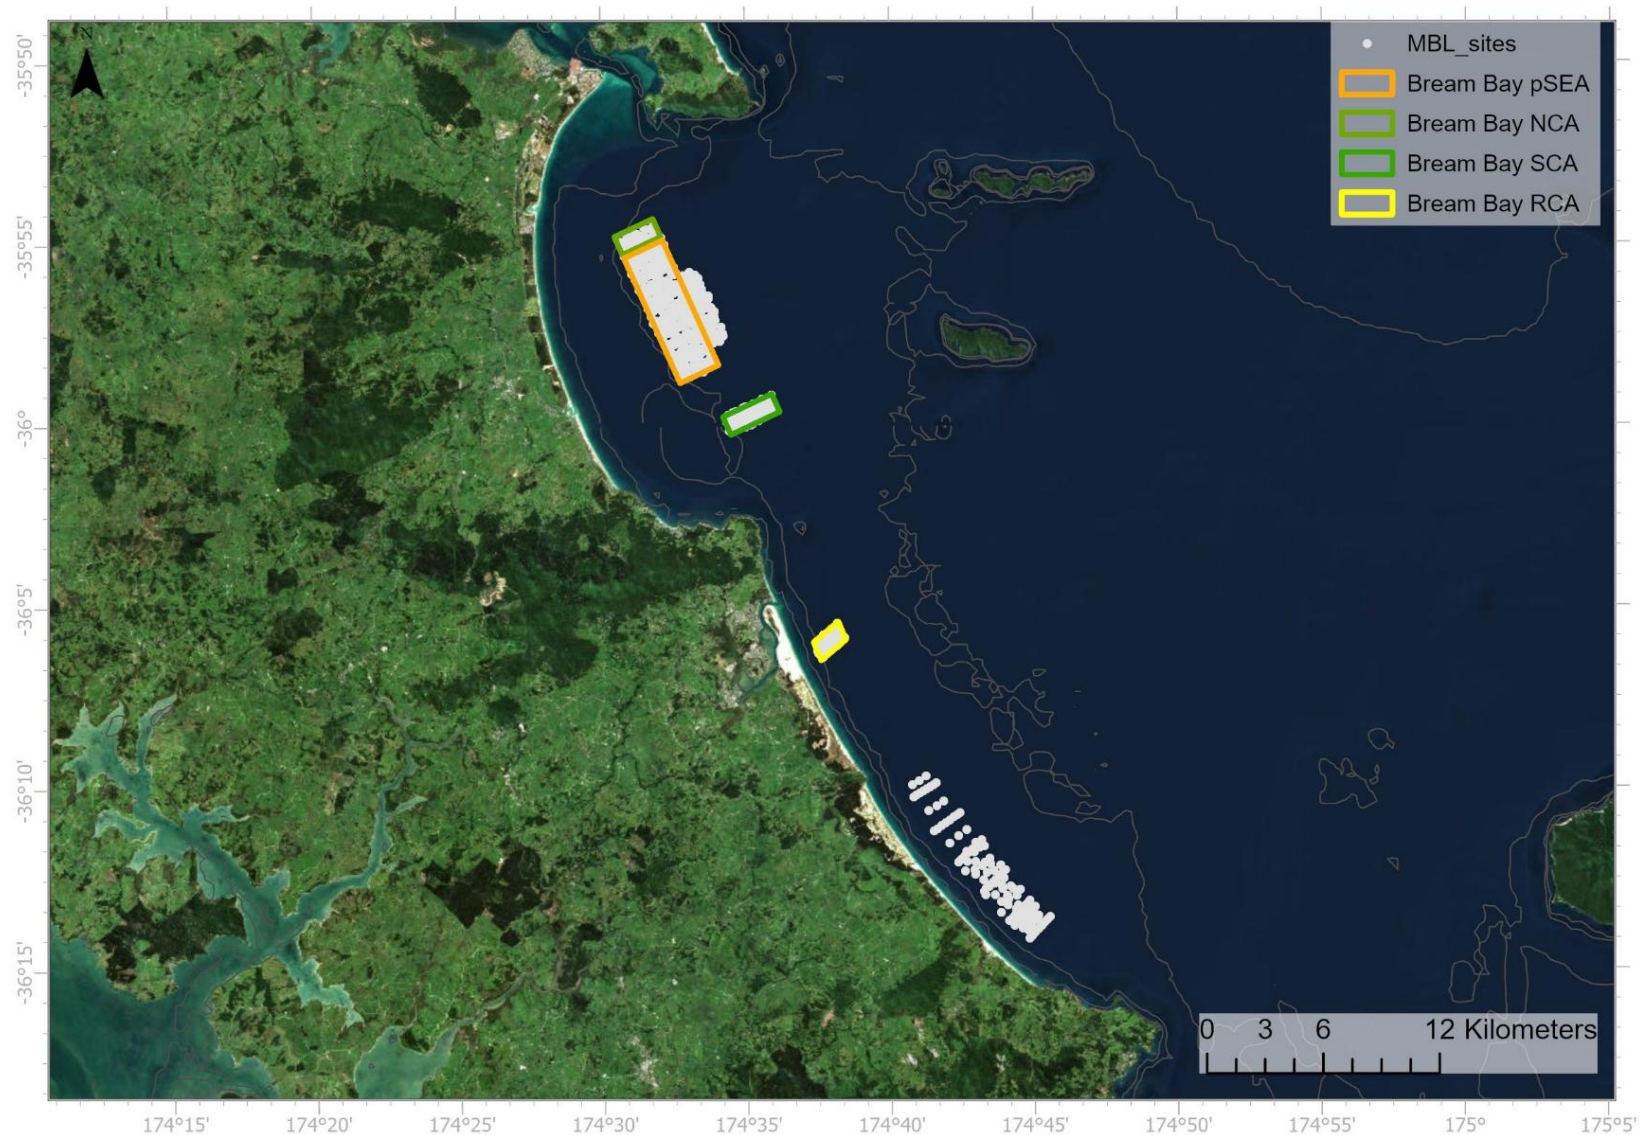 N
MBL_sites
Bream Bay pSEA
Bream Bay NCA
Bream Bay SCA
Bream Bay RCA
-35°50'
-35°55'
-36°
-36°5'
-36°10'
-36°15'
0 3 6 12 Kilometers
174°15' 174°20' 174°25' 174°30' 174°35' 174°40' 174°45' 174°50' 174°55' 175° 175°5'